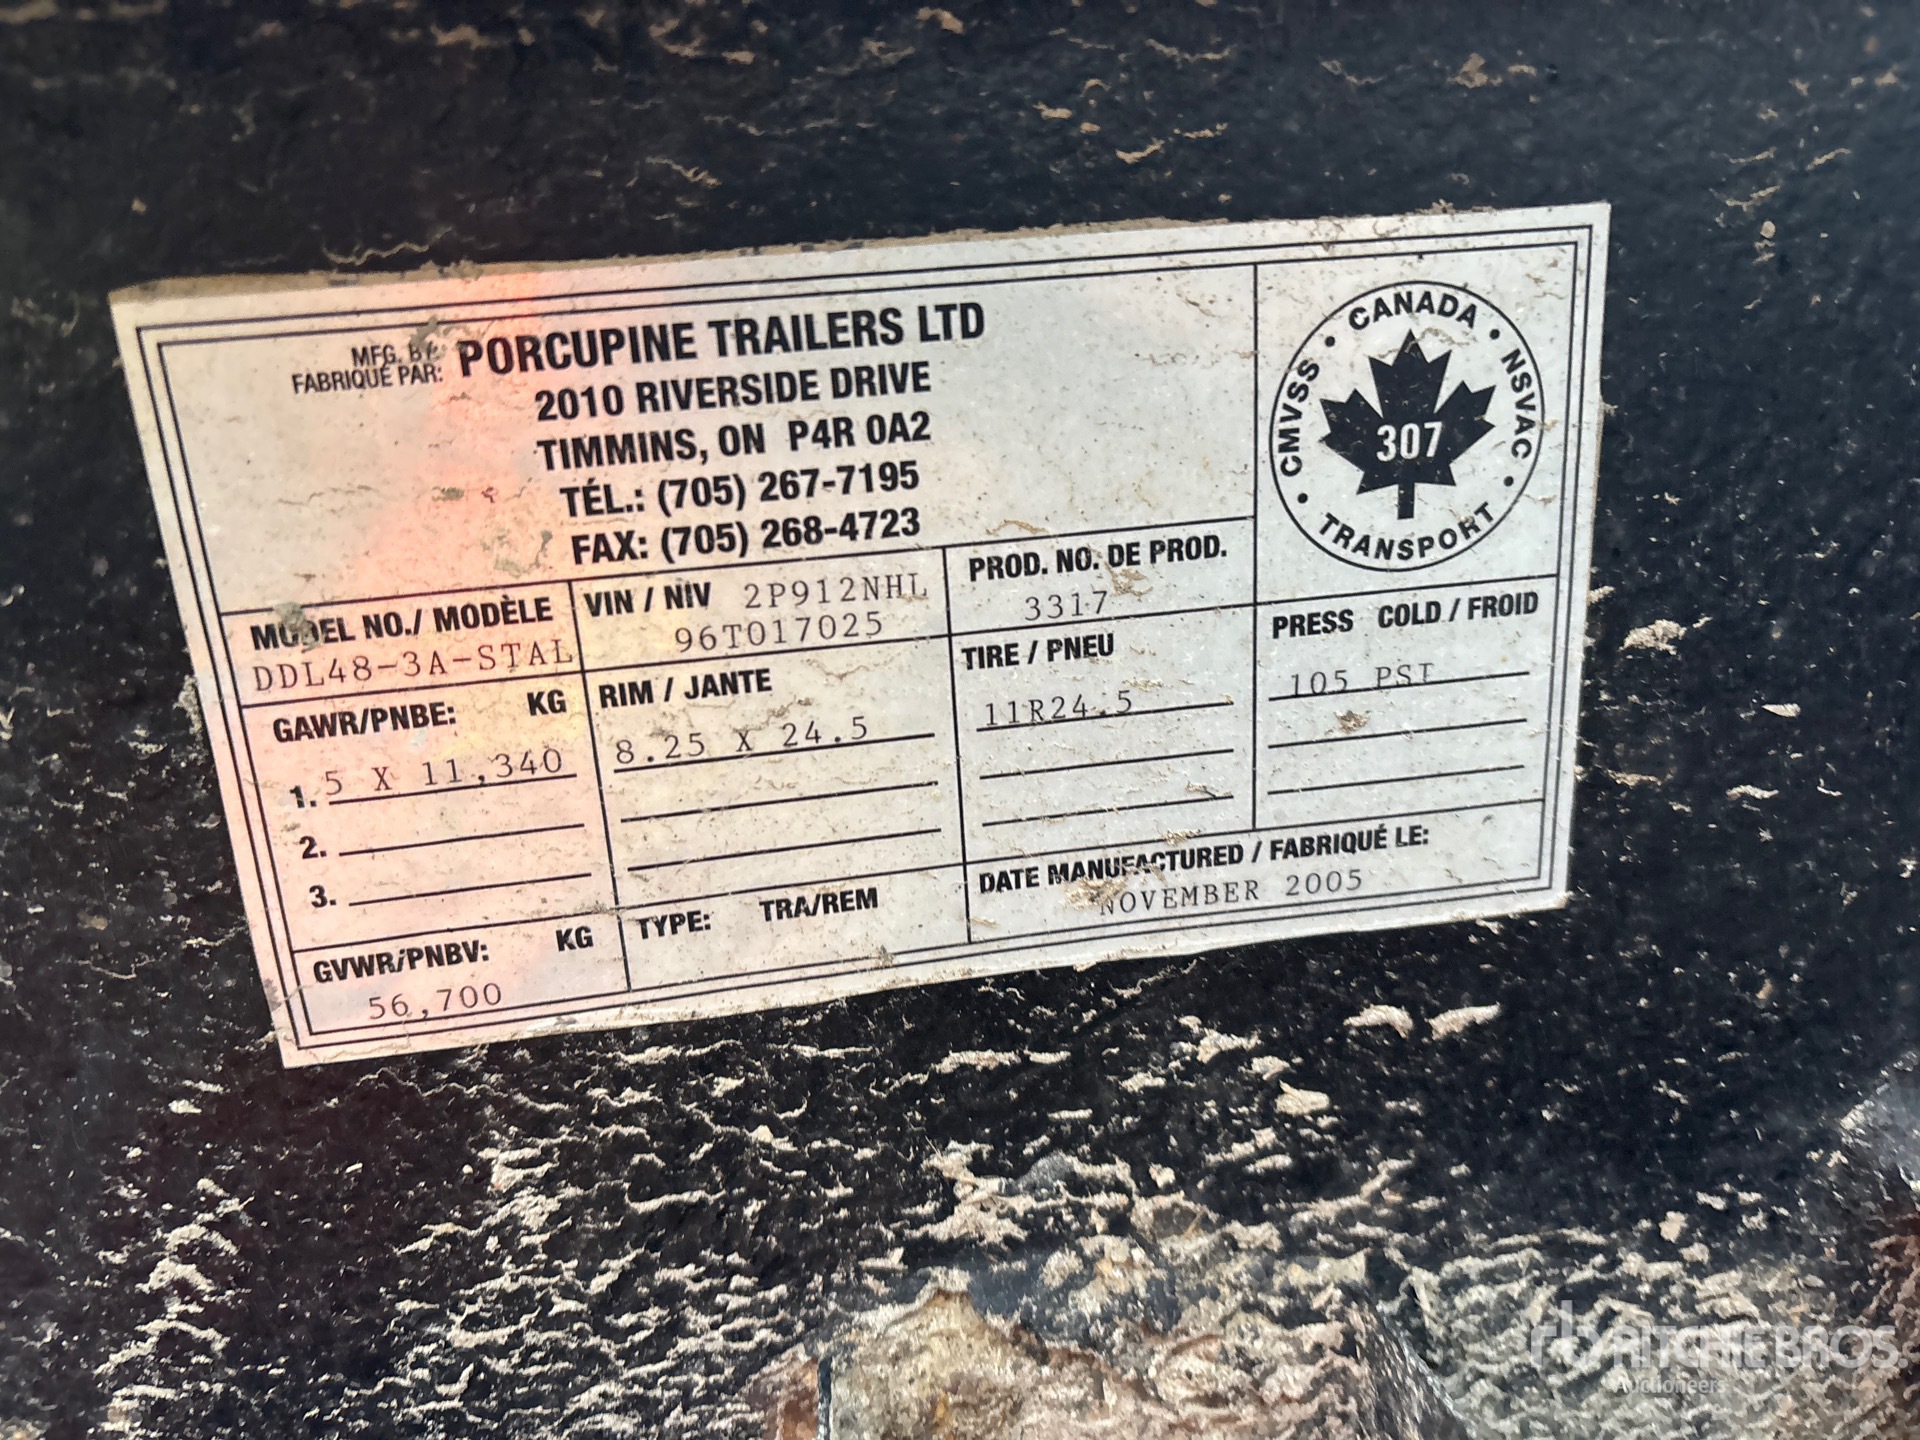 MFG. BY:
FABRIQUÉ PAR:
PORCUPINE TRAILERS LTD
2010 RIVERSIDE DRIVE
TIMMINS, ON P4R 0A2
TÉL.: (705) 267-7195
FAX: (705) 268-4723
CMVSS • CANADA • NSVAC • TRANSPORT •
307
MODEL NO./ MODÈLE
DDL48-3A-STAL
VIN / NIV 2P912NHL
96T017025
PROD. NO. DE PROD.
3317
GAWR/PNBE: KG
1. 5 X 11,340
2.
3.
RIM / JANTE
8.25 X 24.5
TIRE / PNEU
11R24.5
PRESS COLD / FROID
105 PSI
GVWR/PNBV: KG
56,700
TYPE: TRA/REM
DATE MANUFACTURED / FABRIQUÉ LE:
NOVEMBER 2005
rb RITCHIE BROS.
Auctioneers